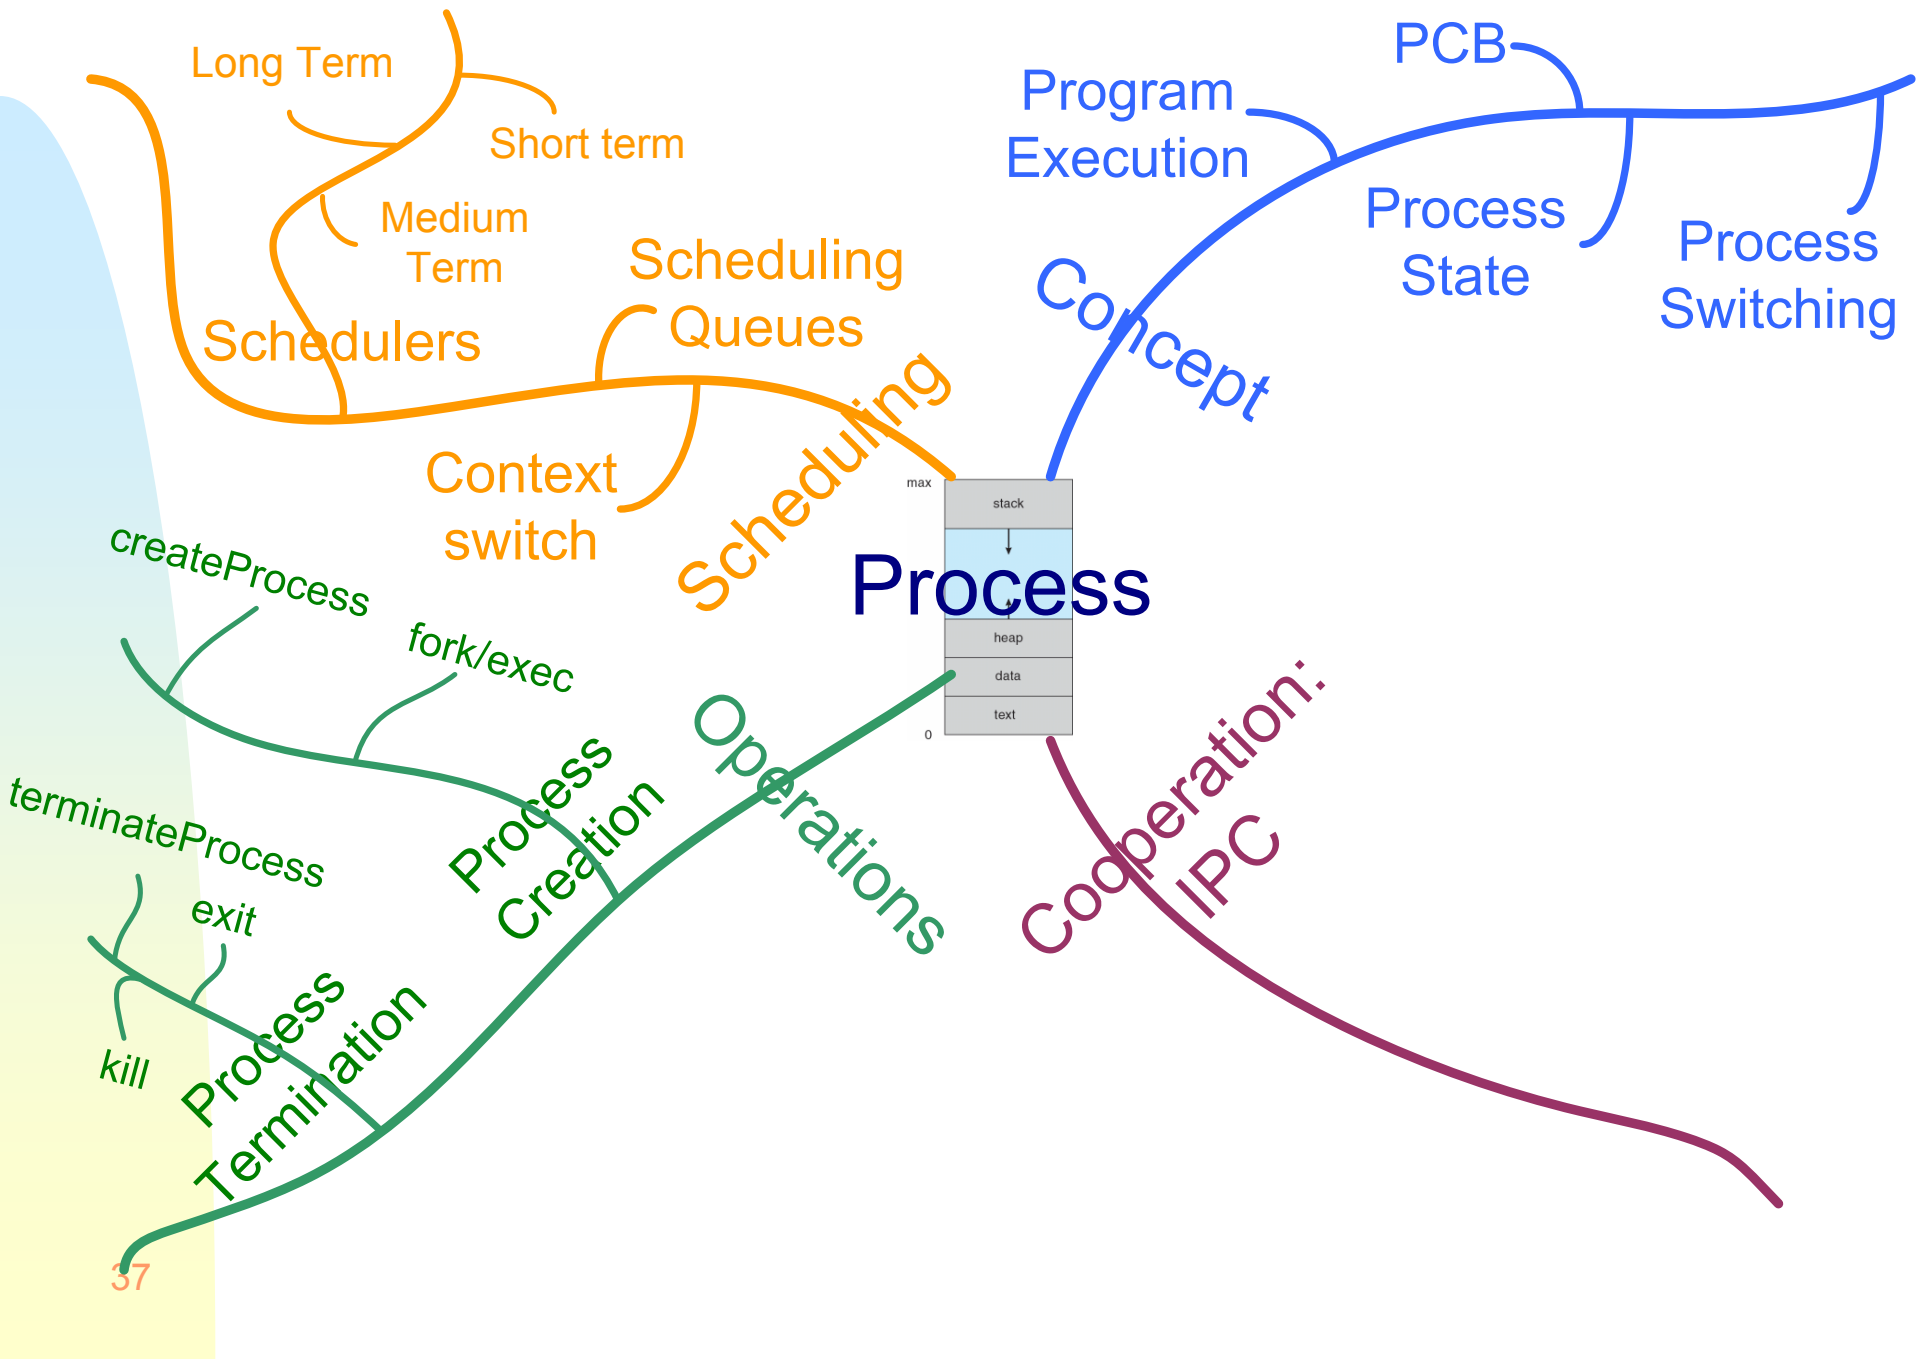 Long Term
Short term
Medium
Term
Schedulers
Scheduling
Queues
Context
switch
Scheduling
PCB
Program
Execution
Process
State
Process
Switching
Concept
max
stack
Process
heap
data
text
0
createProcess
fork/exec
Process
Creation
Operations
terminateProcess
exit
kill
Process
Termination
Cooperation:
IPC
37